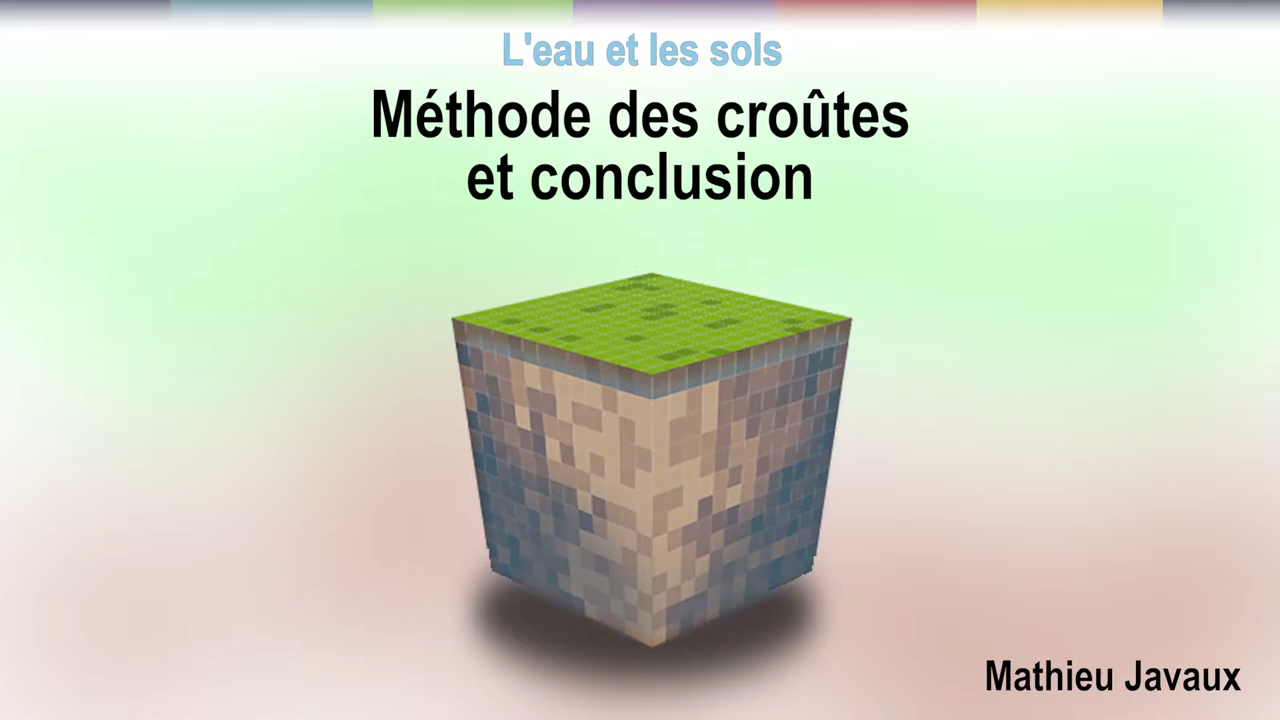 L'eau et les sols
Méthode des croûtes
et conclusion
Mathieu Javaux